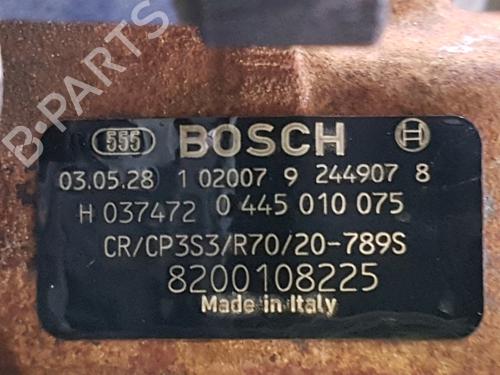 555 BOSCH
03.05.28 1 02007 9 244907 8
H 037472 0 445 010 075
CR/CP3S3/R70/20-789S
8200108225
Made in Italy
B-PARTS